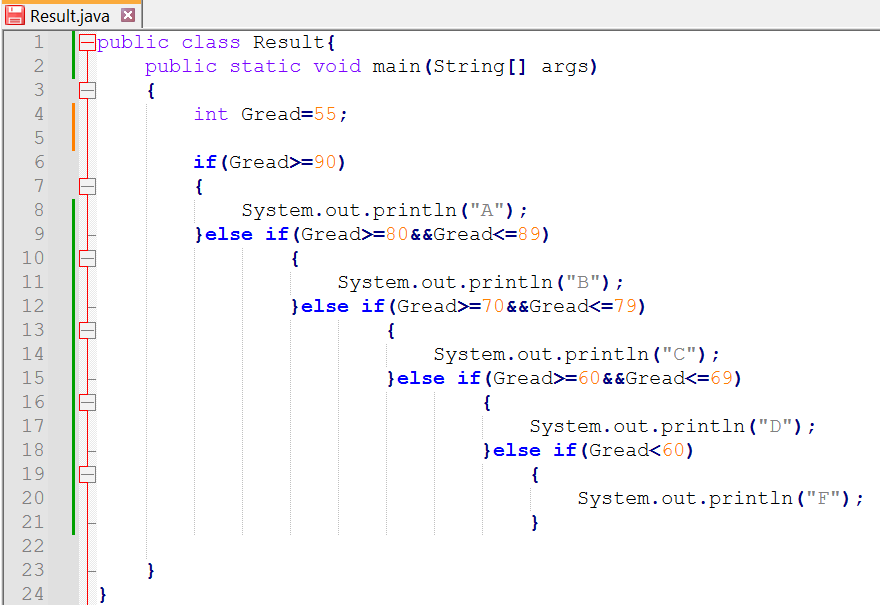 Result.java
1 public class Result{
2     public static void main(String[] args)
3     {
4         int Gread=55;
5
6         if(Gread>=90)
7         {
8             System.out.println("A");
9         }else if(Gread>=80&&Gread<=89)
10                 {
11                     System.out.println("B");
12                 }else if(Gread>=70&&Gread<=79)
13                         {
14                             System.out.println("C");
15                         }else if(Gread>=60&&Gread<=69)
16                                 {
17                                     System.out.println("D");
18                                 }else if(Gread<60)
19                                     {
20                                         System.out.println("F");
21                                     }
22
23     }
24 }